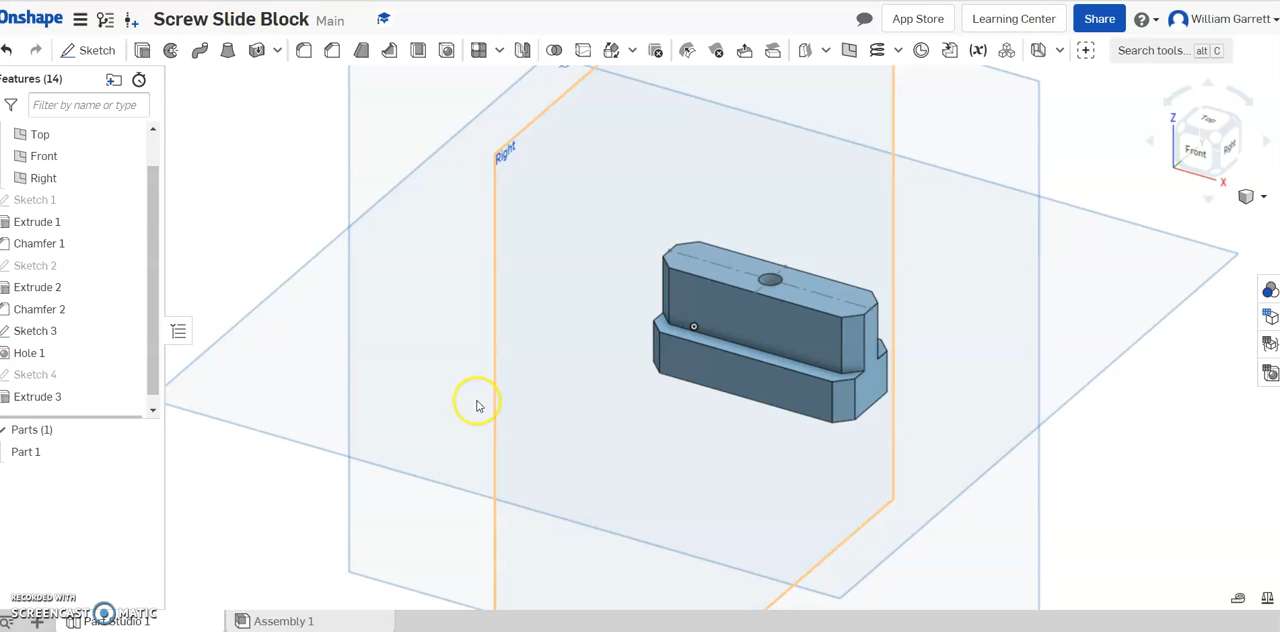 Onshape Screw Slide Block Main App Store Learning Center Share William Garrett
Sketch Search tools... alt C
Features (14)
Filter by name or type
Top
Front
Right
Sketch 1
Extrude 1
Chamfer 1
Sketch 2
Extrude 2
Chamfer 2
Sketch 3
Hole 1
Sketch 4
Extrude 3
Parts (1)
Part 1
Right
Z
Top
Front
Right
X
RECORDED WITH
SCREENCAST MATIC
Part Studio 1
Assembly 1